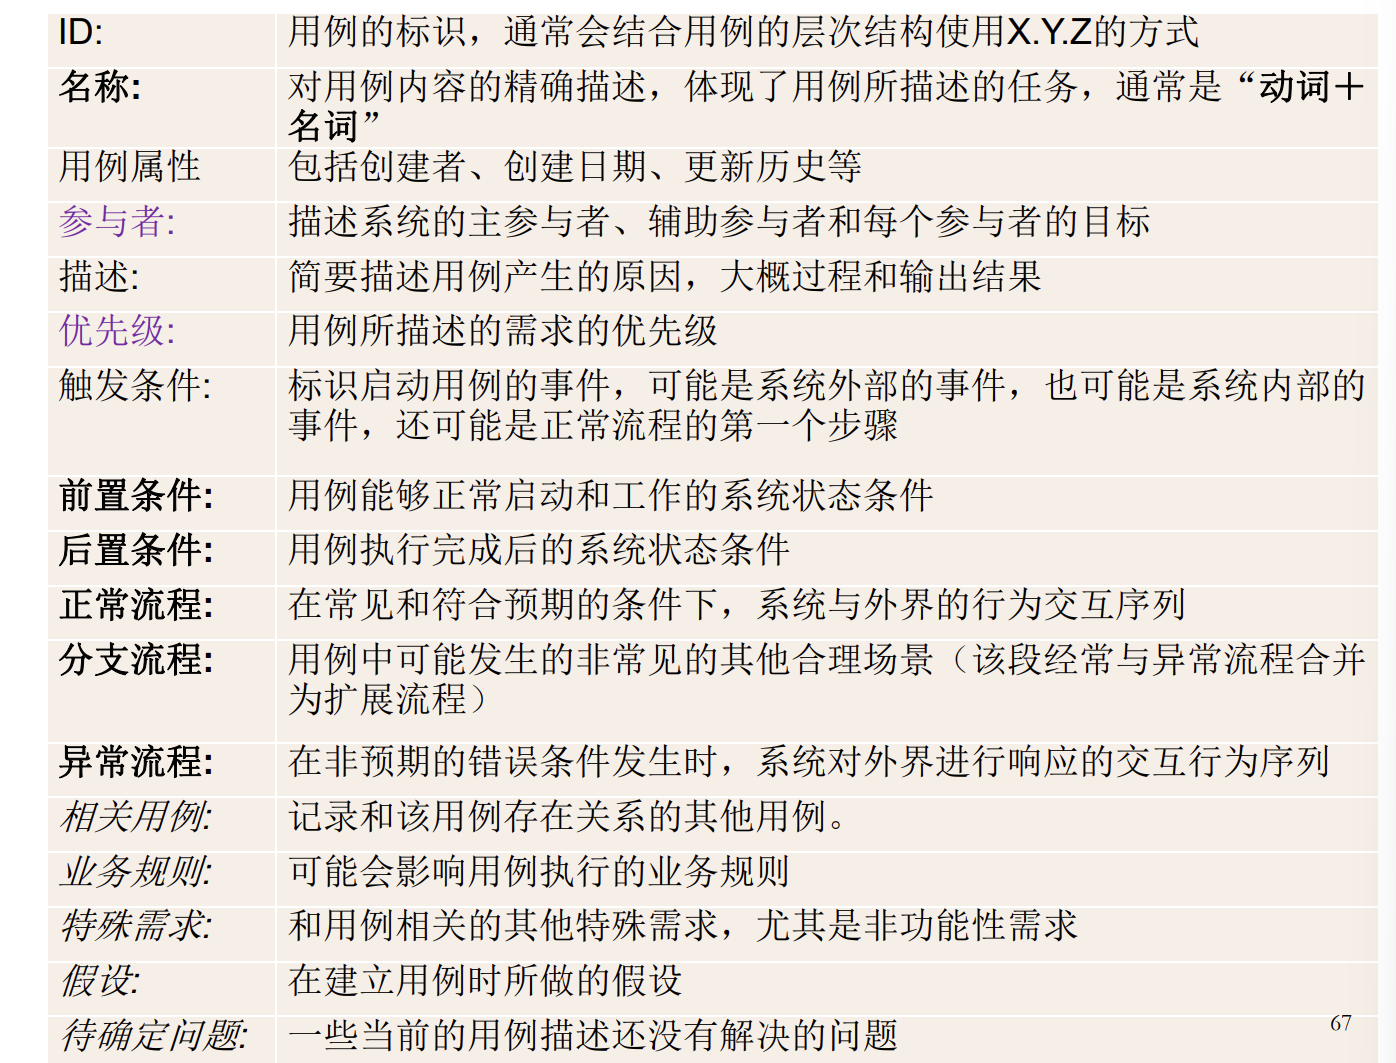 ID: 用例的标识，通常会结合用例的层次结构使用X.Y.Z的方式
名称: 对用例内容的精确描述，体现了用例所描述的任务，通常是“动词＋
名词”
用例属性 包括创建者、创建日期、更新历史等
参与者: 描述系统的主参与者、辅助参与者和每个参与者的目标
描述: 简要描述用例产生的原因，大概过程和输出结果
优先级: 用例所描述的需求的优先级
触发条件: 标识启动用例的事件，可能是系统外部的事件，也可能是系统内部的
事件，还可能是正常流程的第一个步骤
前置条件: 用例能够正常启动和工作的系统状态条件
后置条件: 用例执行完成后的系统状态条件
正常流程: 在常见和符合预期的条件下，系统与外界的行为交互序列
分支流程: 用例中可能发生的非常见的其他合理场景（该段经常与异常流程合并
为扩展流程）
异常流程: 在非预期的错误条件发生时，系统对外界进行响应的交互行为序列
相关用例: 记录和该用例存在关系的其他用例。
业务规则: 可能会影响用例执行的业务规则
特殊需求: 和用例相关的其他特殊需求，尤其是非功能性需求
假设: 在建立用例时所做的假设
待确定问题: 一些当前的用例描述还没有解决的问题
67